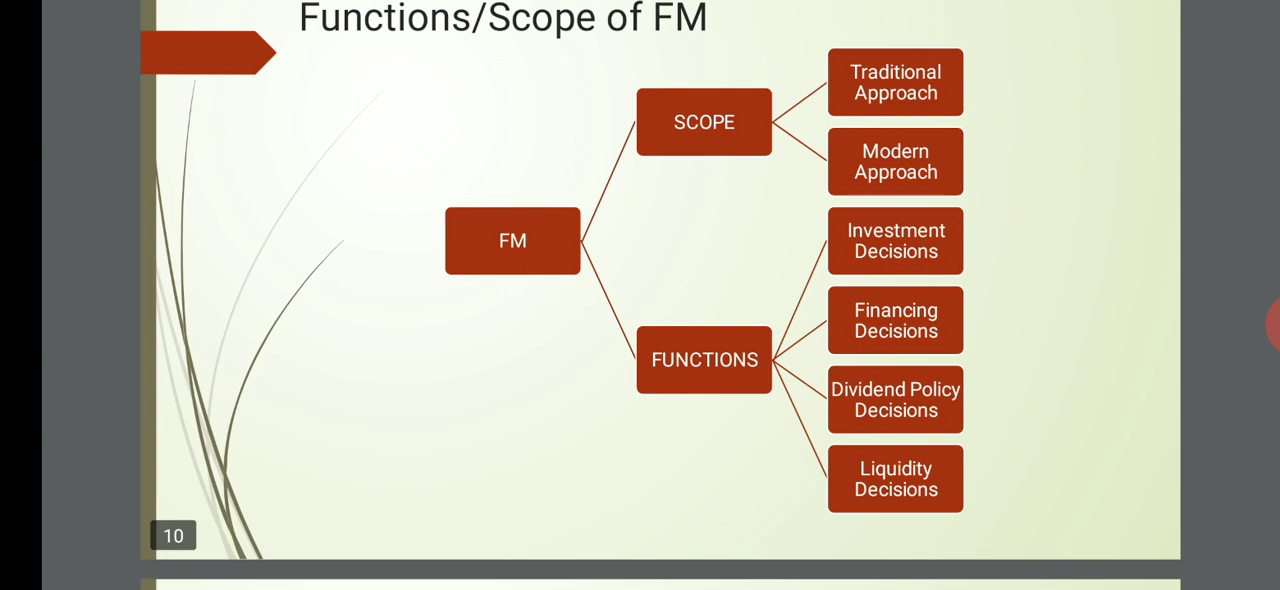 Functions/Scope of FM
FM
SCOPE
Traditional
Approach
Modern
Approach
FUNCTIONS
Investment
Decisions
Financing
Decisions
Dividend Policy
Decisions
Liquidity
Decisions
10